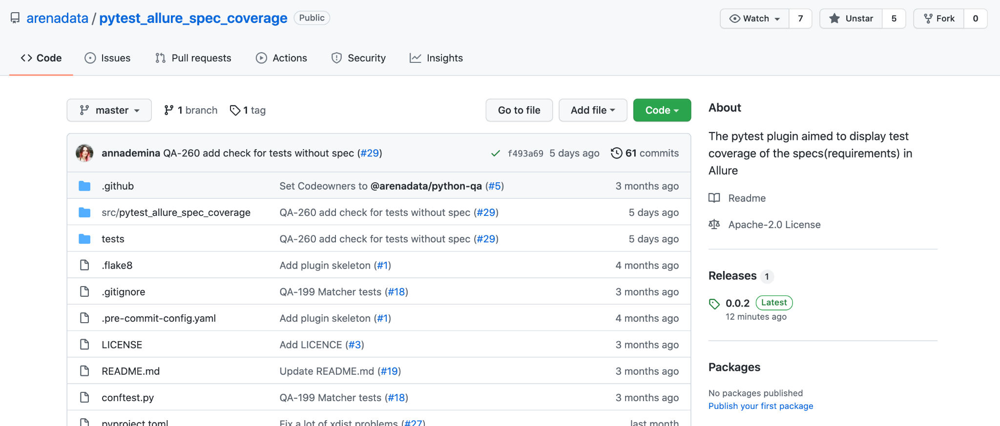 arenadata / pytest_allure_spec_coverage Public Watch 7 Unstar 5 Fork 0
Code Issues Pull requests Actions Security Insights
master 1 branch 1 tag Go to file Add file Code
annademina QA-260 add check for tests without spec (#29) f493a69 5 days ago 61 commits
.github Set Codeowners to @arenadata/python-qa (#5) 3 months ago
src/pytest_allure_spec_coverage QA-260 add check for tests without spec (#29) 5 days ago
tests QA-260 add check for tests without spec (#29) 5 days ago
.flake8 Add plugin skeleton (#1) 4 months ago
.gitignore QA-199 Matcher tests (#18) 3 months ago
.pre-commit-config.yaml Add plugin skeleton (#1) 4 months ago
LICENSE Add LICENCE (#3) 3 months ago
README.md Update README.md (#19) 3 months ago
conftest.py QA-199 Matcher tests (#18) 3 months ago
pyproject.toml Fix a lot of xdist problems (#27) last month
About
The pytest plugin aimed to display test
coverage of the specs(requirements) in
Allure
Readme
Apache-2.0 License
Releases 1
0.0.2 Latest
12 minutes ago
Packages
No packages published
Publish your first package